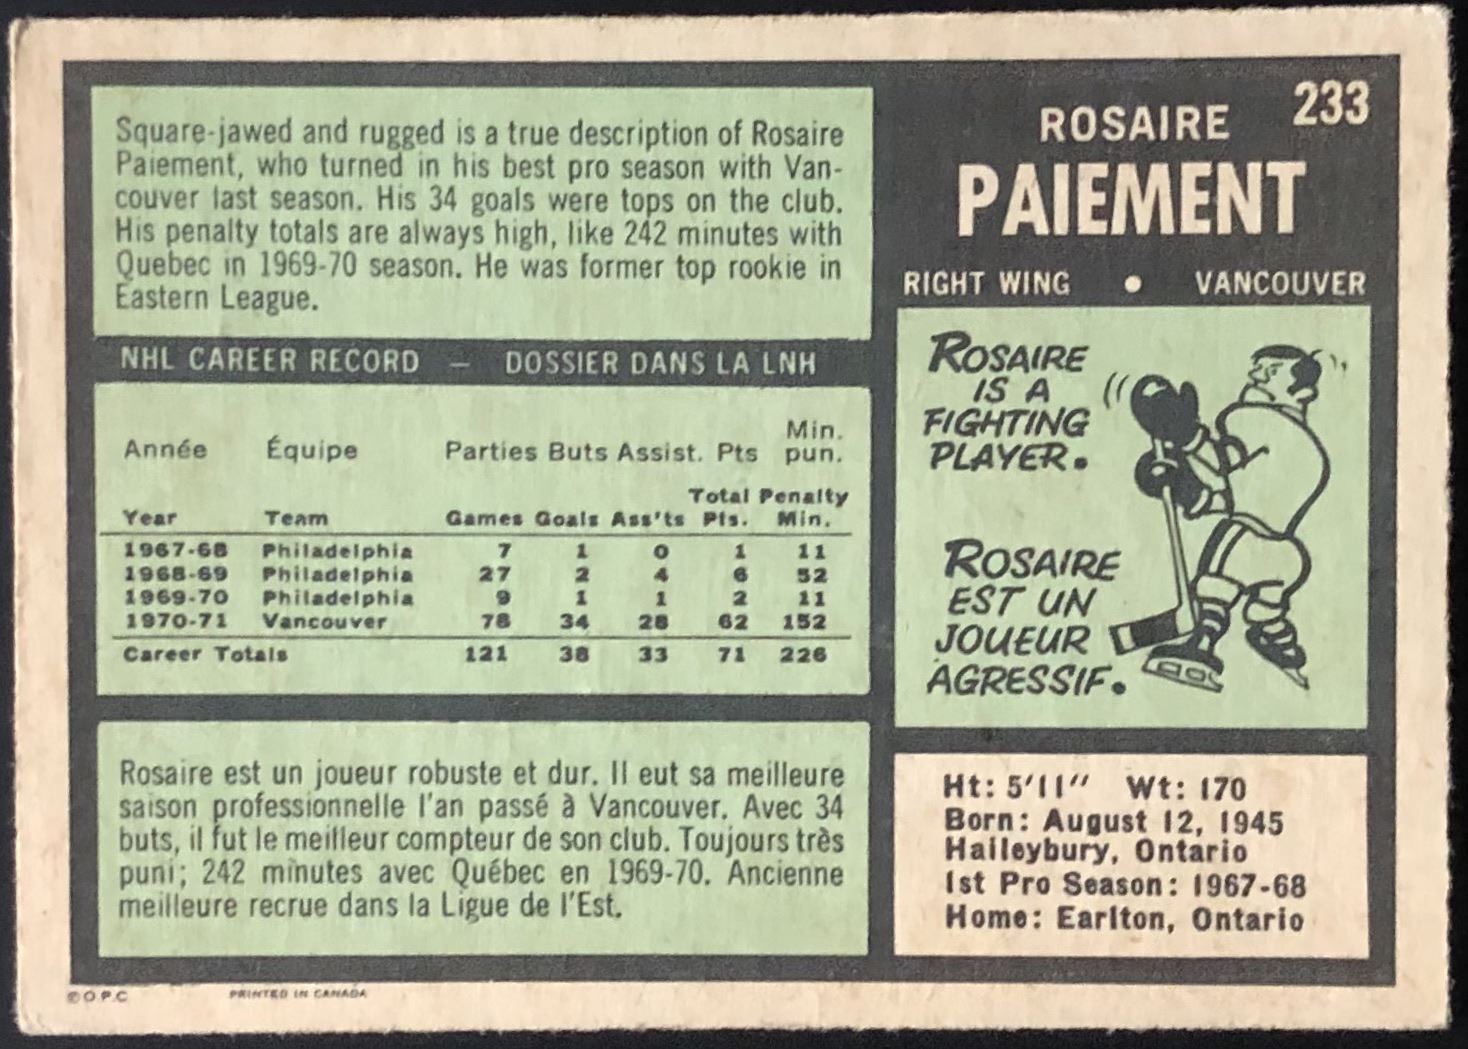 Square-jawed and rugged is a true description of Rosaire
Paiement, who turned in his best pro season with Van-
couver last season. His 34 goals were tops on the club.
His penalty totals are always high, like 242 minutes with
Quebec in 1969-70 season. He was former top rookie in
Eastern League.
233
ROSAIRE
PAIEMENT
RIGHT WING • VANCOUVER
NHL CAREER RECORD — DOSSIER DANS LA LNH
Année Équipe Parties Buts Assist. Pts Min. pun.
Year Team Games Goals Ass'ts Total Pts. Penalty Min.
1967-68 Philadelphia 7 1 0 1 11
1968-69 Philadelphia 27 2 4 6 52
1969-70 Philadelphia 9 1 1 2 11
1970-71 Vancouver 78 34 28 62 152
Career Totals 121 38 33 71 226
ROSAIRE
IS A
FIGHTING
PLAYER.
ROSAIRE
EST UN
JOUEUR
AGRESSIF.
Rosaire est un joueur robuste et dur. Il eut sa meilleure
saison professionnelle l'an passé à Vancouver. Avec 34
buts, il fut le meilleur compteur de son club. Toujours très
puni; 242 minutes avec Québec en 1969-70. Ancienne
meilleure recrue dans la Ligue de l'Est.
Ht: 5'11" Wt: 170
Born: August 12, 1945
Haileybury, Ontario
1st Pro Season: 1967-68
Home: Earlton, Ontario
© O.P.C. PRINTED IN CANADA